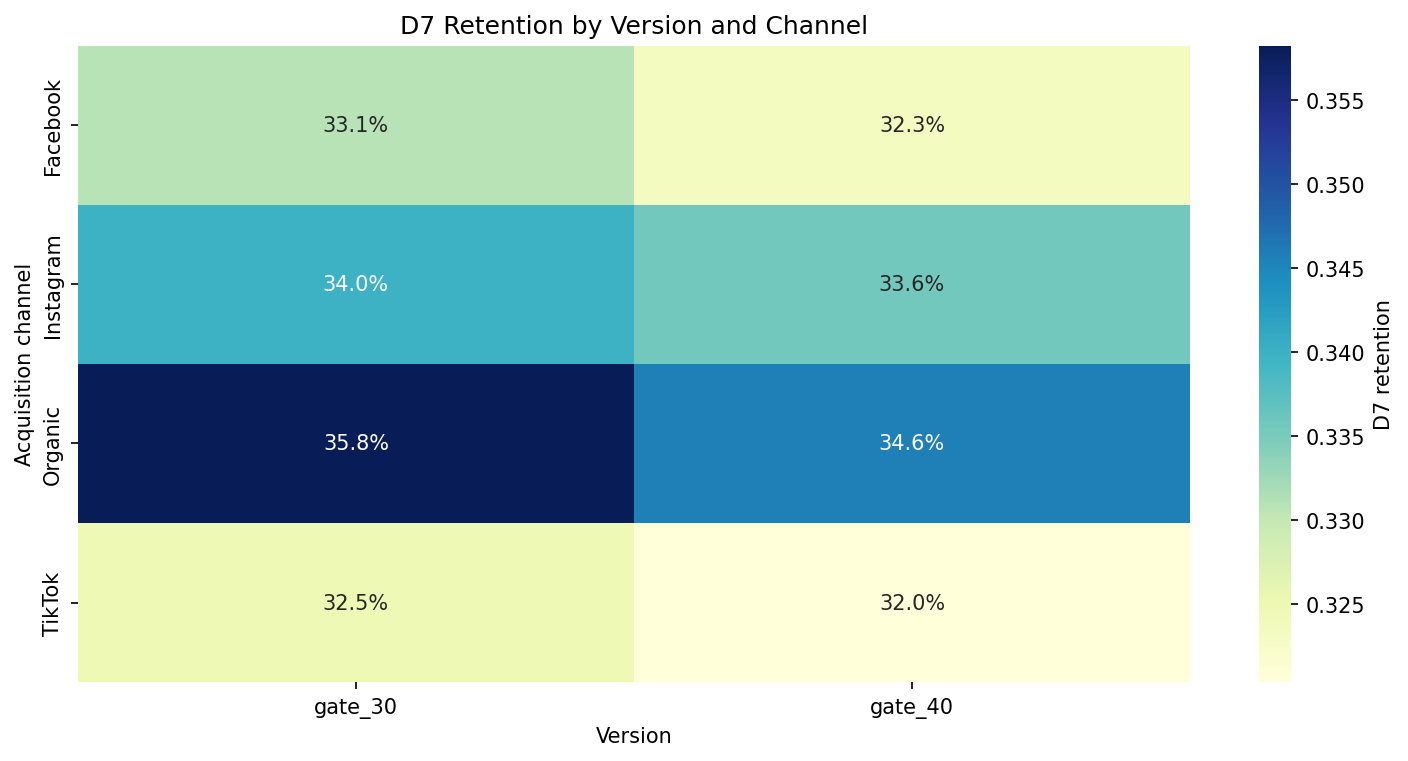 D7 Retention by Version and Channel
Acquisition channel
Facebook
33.1%
32.3%
Instagram
34.0%
33.6%
Organic
35.8%
34.6%
TikTok
32.5%
32.0%
gate_30
gate_40
Version
0.355
0.350
0.345
0.340
0.335
0.330
0.325
D7 retention